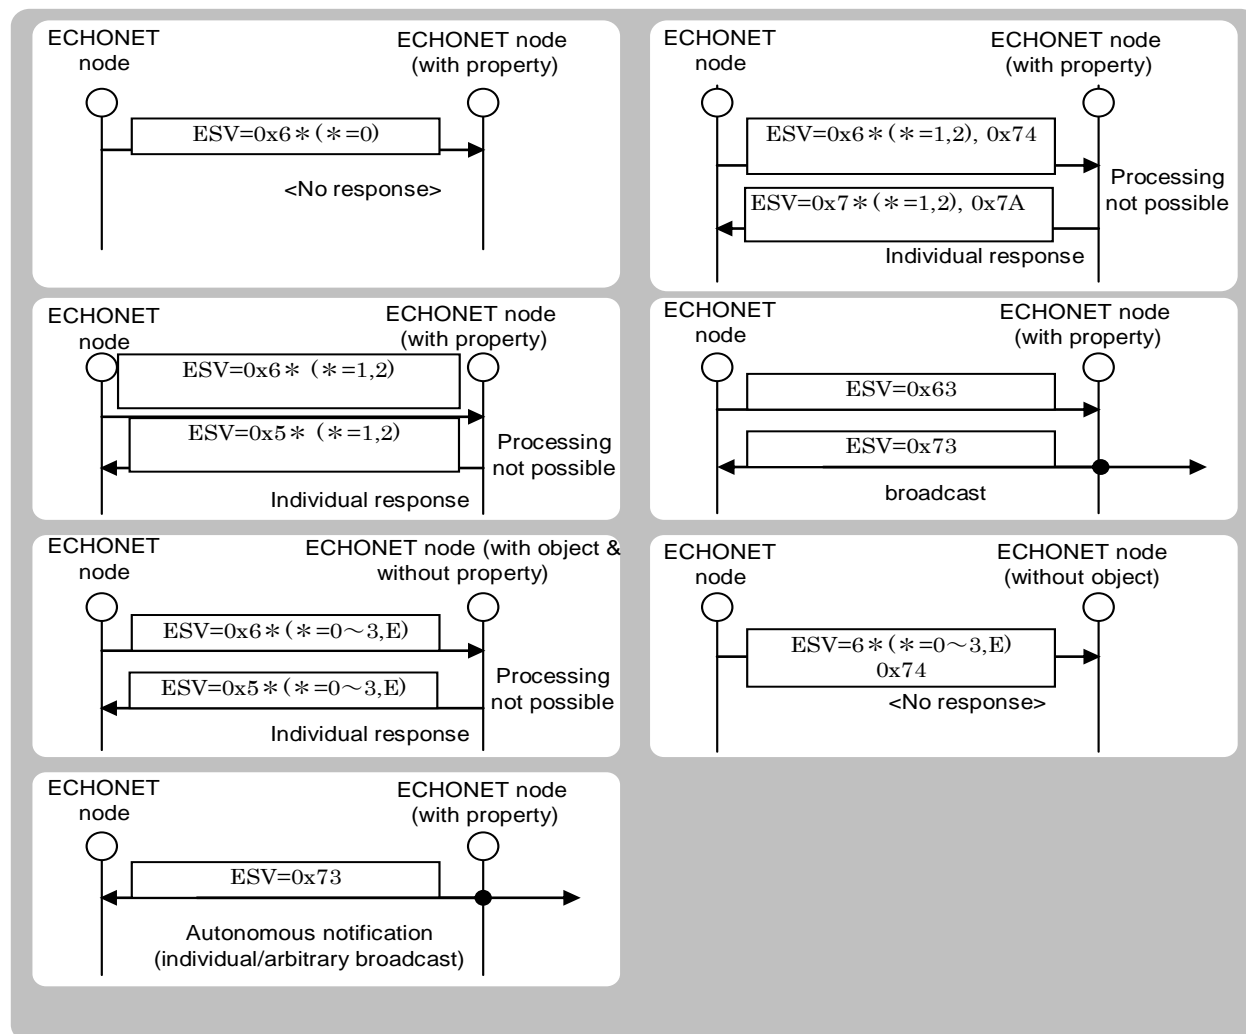 ECHONET
node
ECHONET node
(with property)
ESV=0x6＊(＊=0)
<No response>
ECHONET
node
ECHONET node
(with property)
ESV=0x6＊(＊=1,2), 0x74
Processing
not possible
ESV=0x7＊(＊=1,2), 0x7A
Individual response
ECHONET
node
ECHONET node
(with property)
ESV=0x6＊ (＊=1,2)
ESV=0x5＊ (＊=1,2)
Processing
not possible
Individual response
ECHONET
node
ECHONET node
(with property)
ESV=0x63
ESV=0x73
broadcast
ECHONET
node
ECHONET node (with object &
without property)
ESV=0x6＊(＊=0～3,E)
Processing
not possible
ESV=0x5＊(＊=0～3,E)
Individual response
ECHONET
node
ECHONET node
(without object)
ESV=6＊(＊=0～3,E)
0x74
<No response>
ECHONET
node
ECHONET node
(with property)
ESV=0x73
Autonomous notification
(individual/arbitrary broadcast)